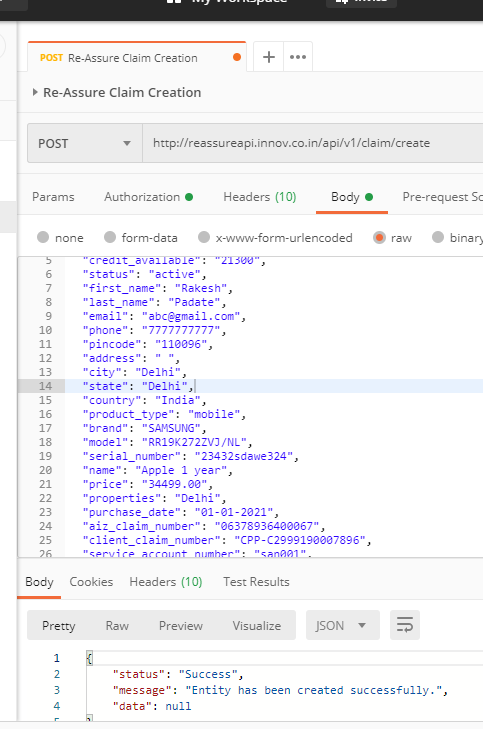 My Workspace
Invite
POST Re-Assure Claim Creation
Re-Assure Claim Creation
POST http://reassureapi.innov.co.in/api/v1/claim/create
Params Authorization Headers (10) Body Pre-request Sc
none form-data x-www-form-urlencoded raw binary
5 "credit_available": "21300",
6 "status": "active",
7 "first_name": "Rakesh",
8 "last_name": "Padate",
9 "email": "abc@gmail.com",
10 "phone": "7777777777",
11 "pincode": "110096",
12 "address": " ",
13 "city": "Delhi",
14 "state": "Delhi",
15 "country": "India",
16 "product_type": "mobile",
17 "brand": "SAMSUNG",
18 "model": "RR19K272ZVJ/NL",
19 "serial_number": "23432sdawe324",
20 "name": "Apple 1 year",
21 "price": "34499.00",
22 "properties": "Delhi",
23 "purchase_date": "01-01-2021",
24 "aiz_claim_number": "06378936400067",
25 "client_claim_number": "CPP-C2999190007896",
26 "service_account_number": "san001",
Body Cookies Headers (10) Test Results
Pretty Raw Preview Visualize JSON
1 {
2 "status": "Success",
3 "message": "Entity has been created successfully.",
4 "data": null
5 }